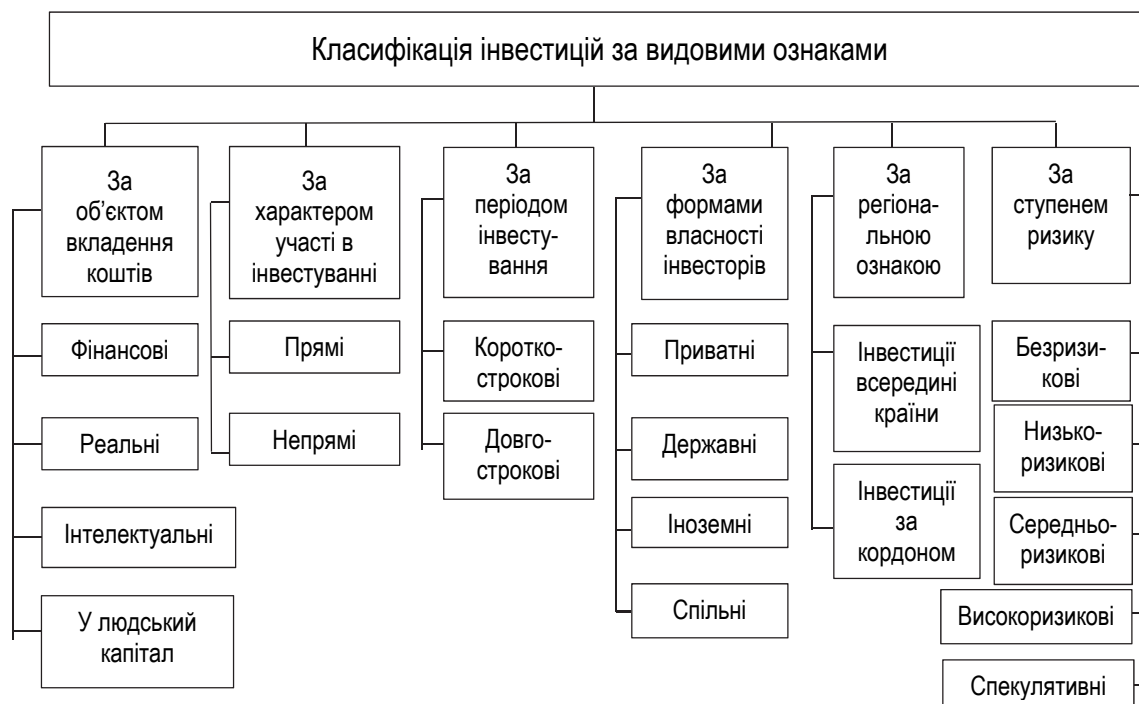 Класифікація інвестицій за видовими ознаками
За
об’єктом
вкладення
коштів
За
характером
участі в
інвестуванні
За
періодом
інвесту-
вання
За
формами
власності
інвесторів
За
регіона-
льною
ознакою
За
ступенем
ризику
Фінансові
Реальні
Інтелектуальні
У людський
капітал
Прямі
Непрямі
Коротко-
строкові
Довго-
строкові
Приватні
Державні
Іноземні
Спільні
Інвестиції
всередині
країни
Інвестиції
за
кордоном
Безризи-
кові
Низько-
ризикові
Середньо-
ризикові
Високоризикові
Спекулятивні